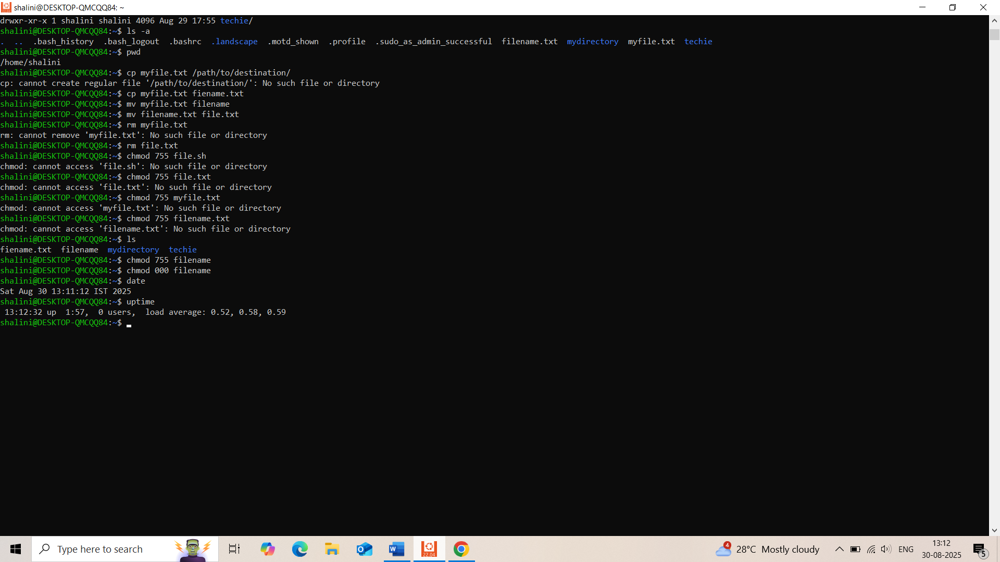 shalini@DESKTOP-QMCQQ84: ~
drwxr-xr-x 1 shalini shalini 4096 Aug 29 17:55 techie/
shalini@DESKTOP-QMCQQ84:~$ ls -a
.  ..  .bash_history  .bash_logout  .bashrc  .landscape  .motd_shown  .profile  .sudo_as_admin_successful  filename.txt  mydirectory  myfile.txt  techie
shalini@DESKTOP-QMCQQ84:~$ pwd
/home/shalini
shalini@DESKTOP-QMCQQ84:~$ cp myfile.txt /path/to/destination/
cp: cannot create regular file '/path/to/destination/': No such file or directory
shalini@DESKTOP-QMCQQ84:~$ cp myfile.txt fiename.txt
shalini@DESKTOP-QMCQQ84:~$ mv myfile.txt filename
shalini@DESKTOP-QMCQQ84:~$ mv filename.txt file.txt
shalini@DESKTOP-QMCQQ84:~$ rm myfile.txt
rm: cannot remove 'myfile.txt': No such file or directory
shalini@DESKTOP-QMCQQ84:~$ rm file.txt
shalini@DESKTOP-QMCQQ84:~$ chmod 755 file.sh
chmod: cannot access 'file.sh': No such file or directory
shalini@DESKTOP-QMCQQ84:~$ chmod 755 file.txt
chmod: cannot access 'file.txt': No such file or directory
shalini@DESKTOP-QMCQQ84:~$ chmod 755 myfile.txt
chmod: cannot access 'myfile.txt': No such file or directory
shalini@DESKTOP-QMCQQ84:~$ chmod 755 filename.txt
chmod: cannot access 'filename.txt': No such file or directory
shalini@DESKTOP-QMCQQ84:~$ ls
fiename.txt  filename  mydirectory  techie
shalini@DESKTOP-QMCQQ84:~$ chmod 755 filename
shalini@DESKTOP-QMCQQ84:~$ chmod 000 filename
shalini@DESKTOP-QMCQQ84:~$ date
Sat Aug 30 13:11:12 IST 2025
shalini@DESKTOP-QMCQQ84:~$ uptime
 13:12:32 up  1:57,  0 users,  load average: 0.52, 0.58, 0.59
shalini@DESKTOP-QMCQQ84:~$
Type here to search
22.04
4
28°C Mostly cloudy
ENG
13:12
30-08-2025
5